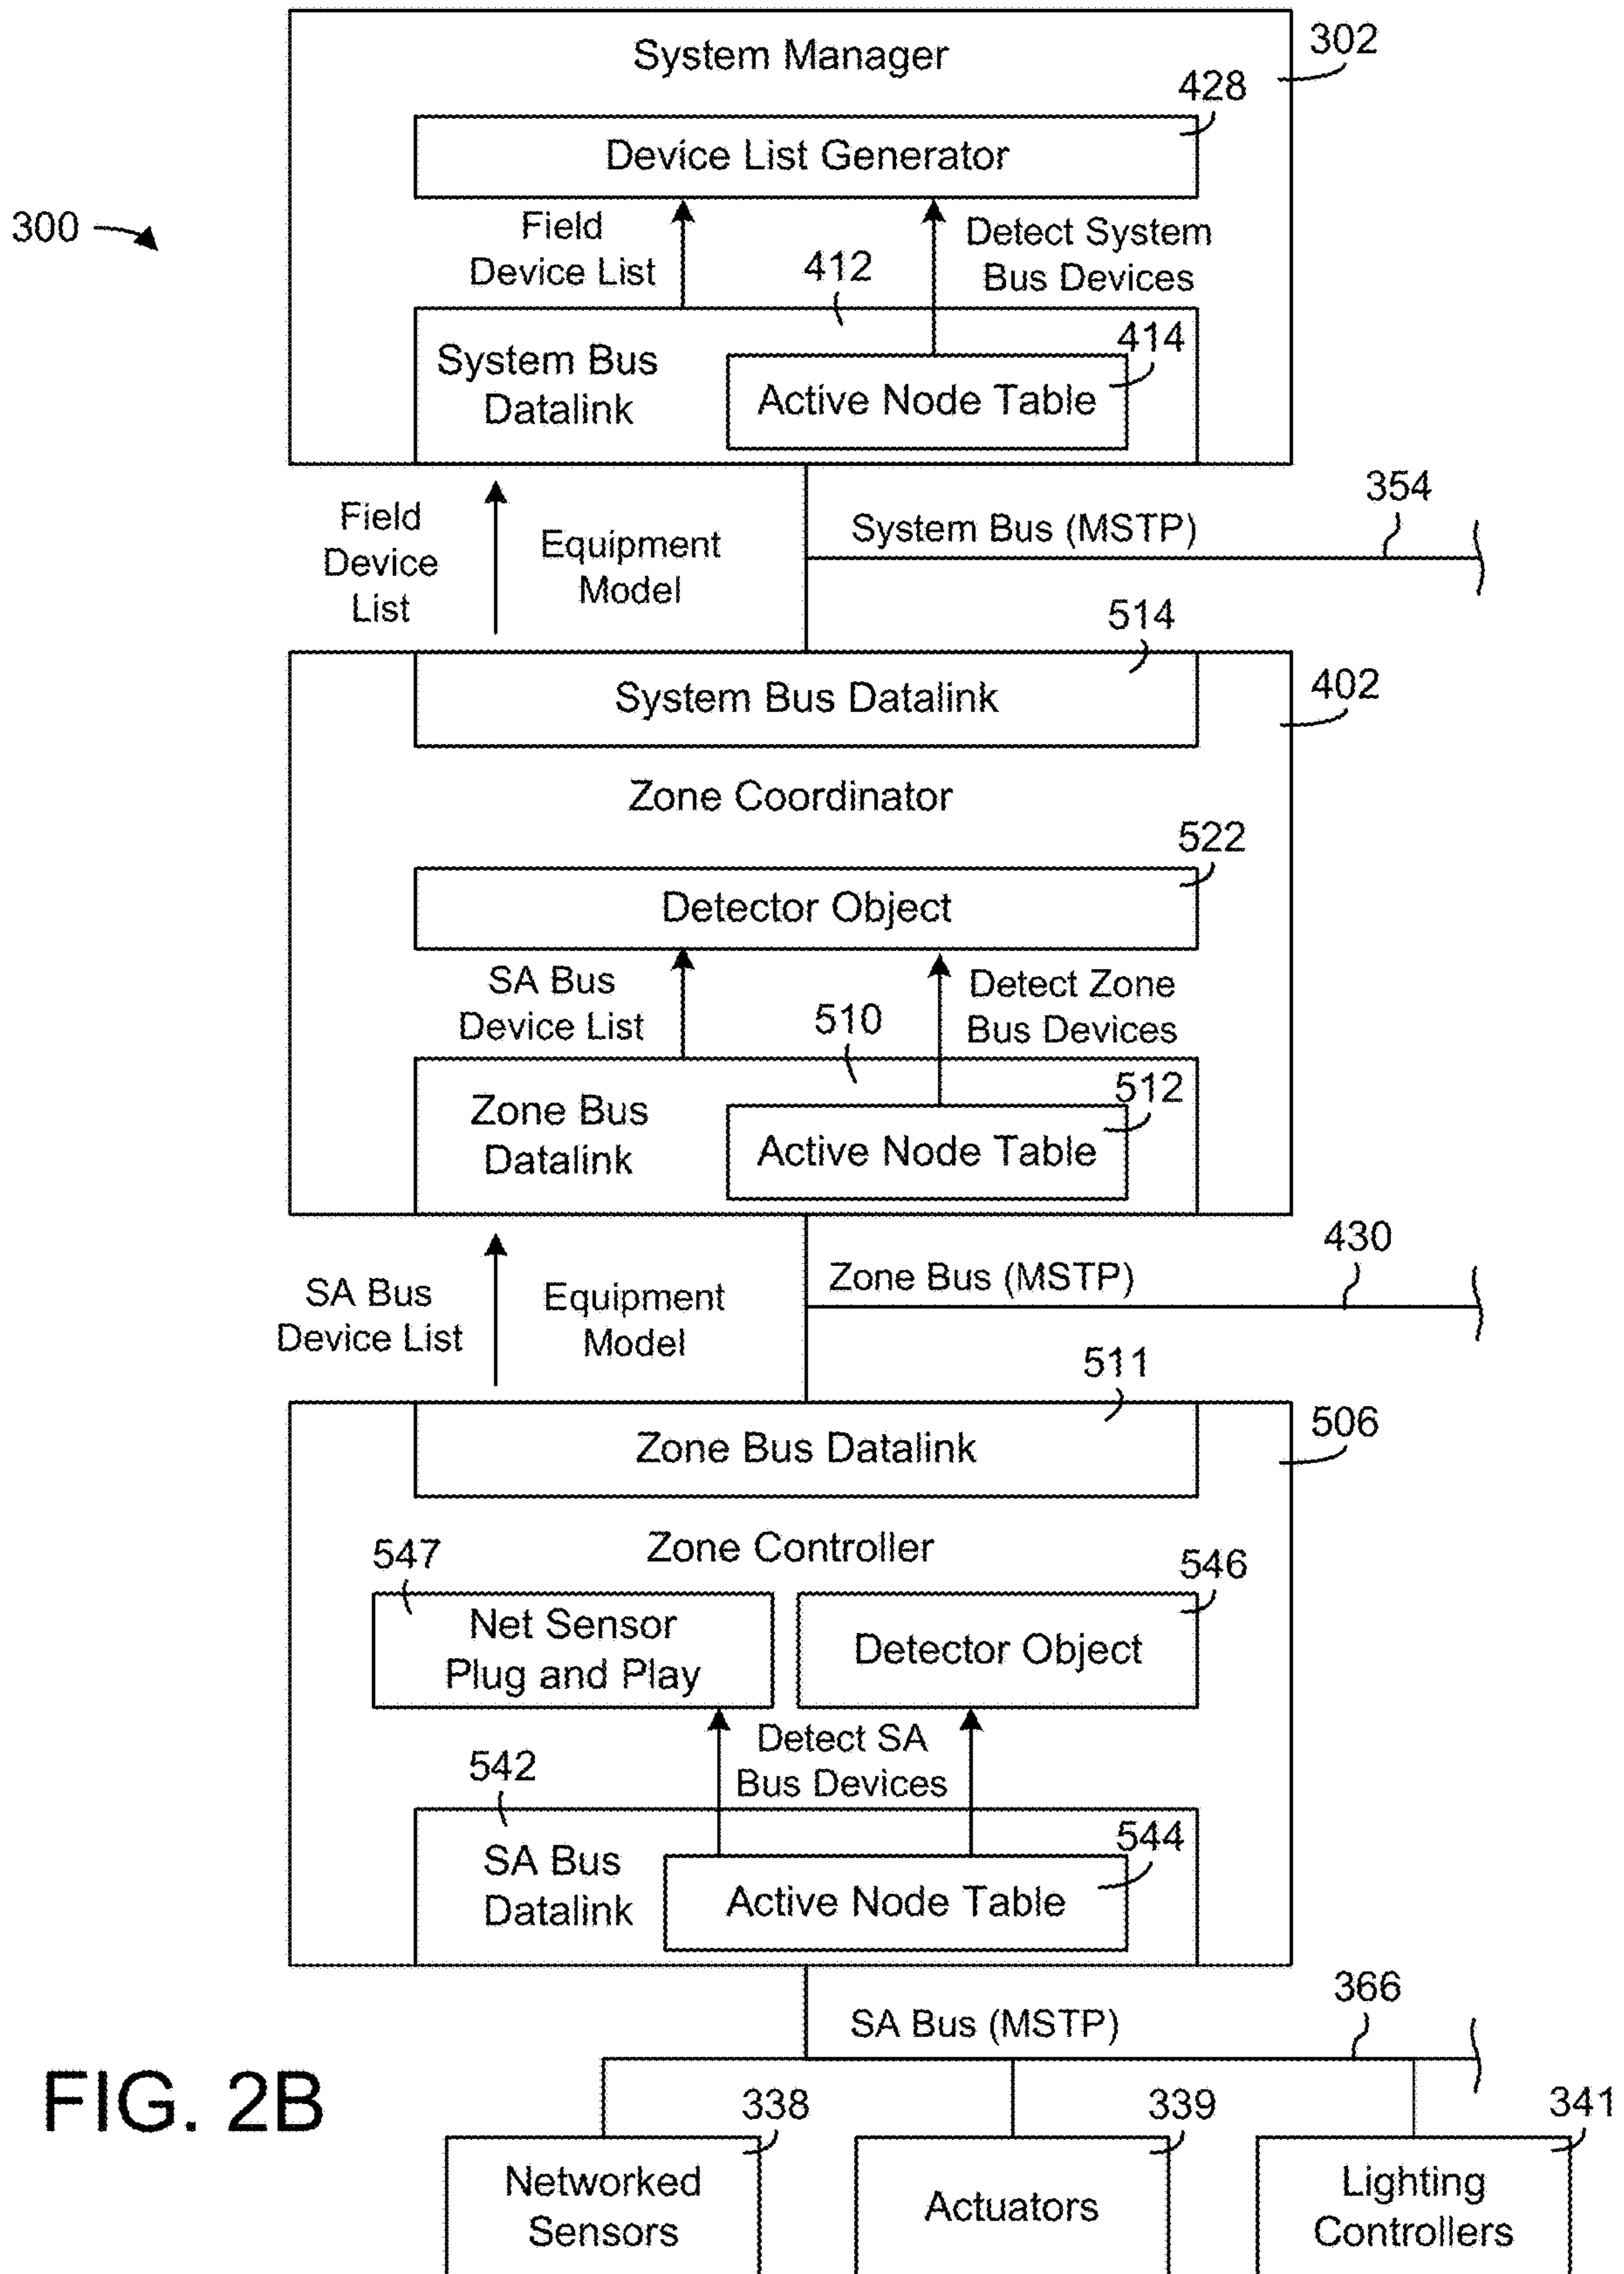 System Manager
302
428
Device List Generator
300
Field
Device List
412
Detect System
Bus Devices
414
System Bus
Datalink
Active Node Table
Field
Device
List
Equipment
Model
System Bus (MSTP)
354
514
System Bus Datalink
402
Zone Coordinator
522
Detector Object
SA Bus
Device List
510
Detect Zone
Bus Devices
512
Zone Bus
Datalink
Active Node Table
SA Bus
Device List
Equipment
Model
Zone Bus (MSTP)
430
511
Zone Bus Datalink
506
Zone Controller
547
546
Net Sensor
Plug and Play
Detector Object
Detect SA
Bus Devices
542
544
SA Bus
Datalink
Active Node Table
SA Bus (MSTP)
366
FIG. 2B
338
339
341
Networked
Sensors
Actuators
Lighting
Controllers